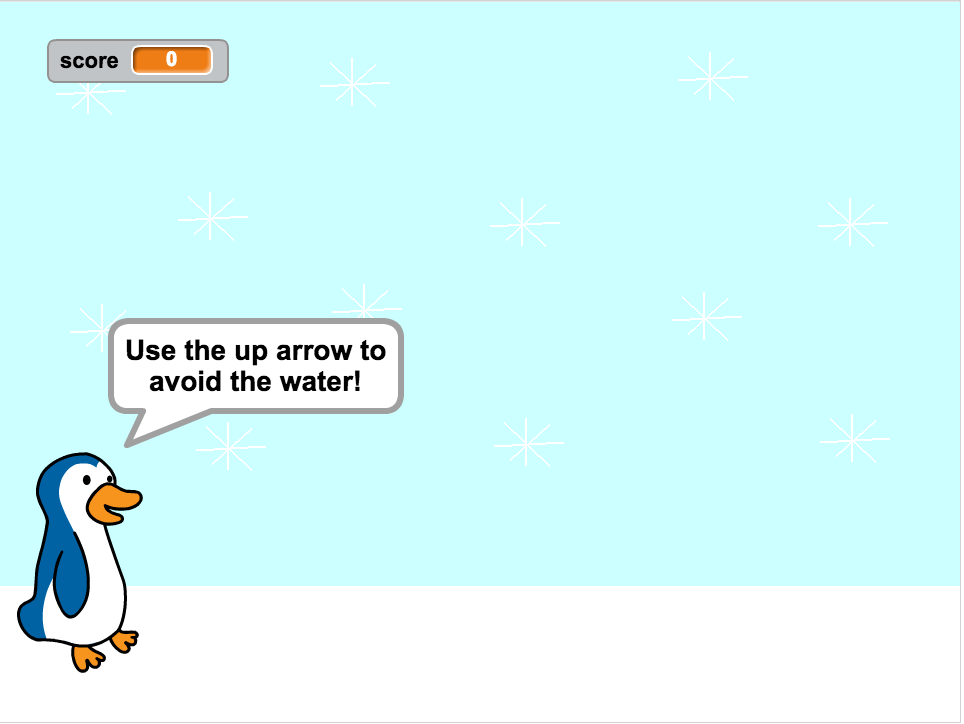 score 0
Use the up arrow to
avoid the water!